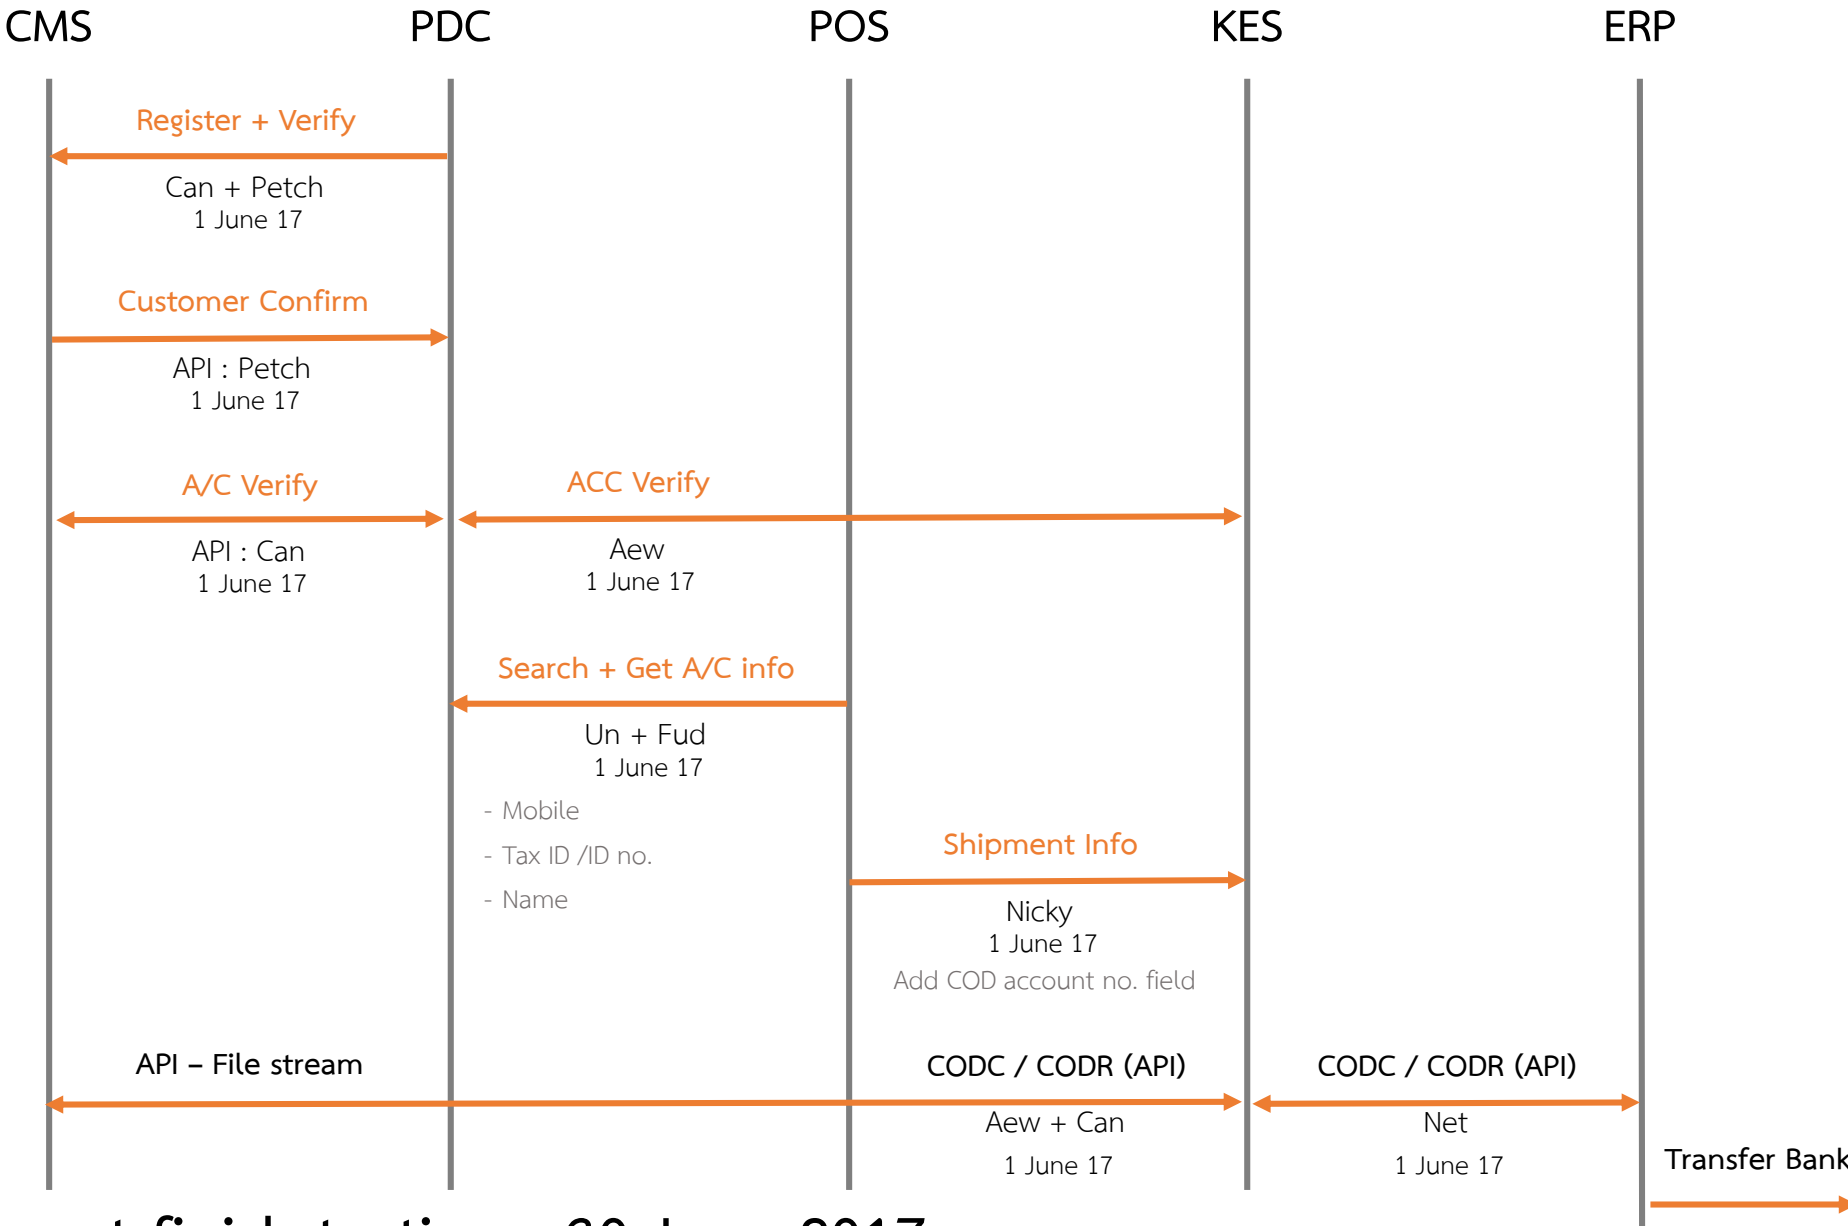 CMS PDC POS KES ERP
Register + Verify
Can + Petch
1 June 17
Customer Confirm
API : Petch
1 June 17
A/C Verify
API : Can
1 June 17
ACC Verify
Aew
1 June 17
Search + Get A/C info
Un + Fud
1 June 17
- Mobile
- Tax ID /ID no.
- Name
Shipment Info
Nicky
1 June 17
Add COD account no. field
API – File stream
CODC / CODR (API)
Aew + Can
1 June 17
CODC / CODR (API)
Net
1 June 17
Transfer Bank
2017